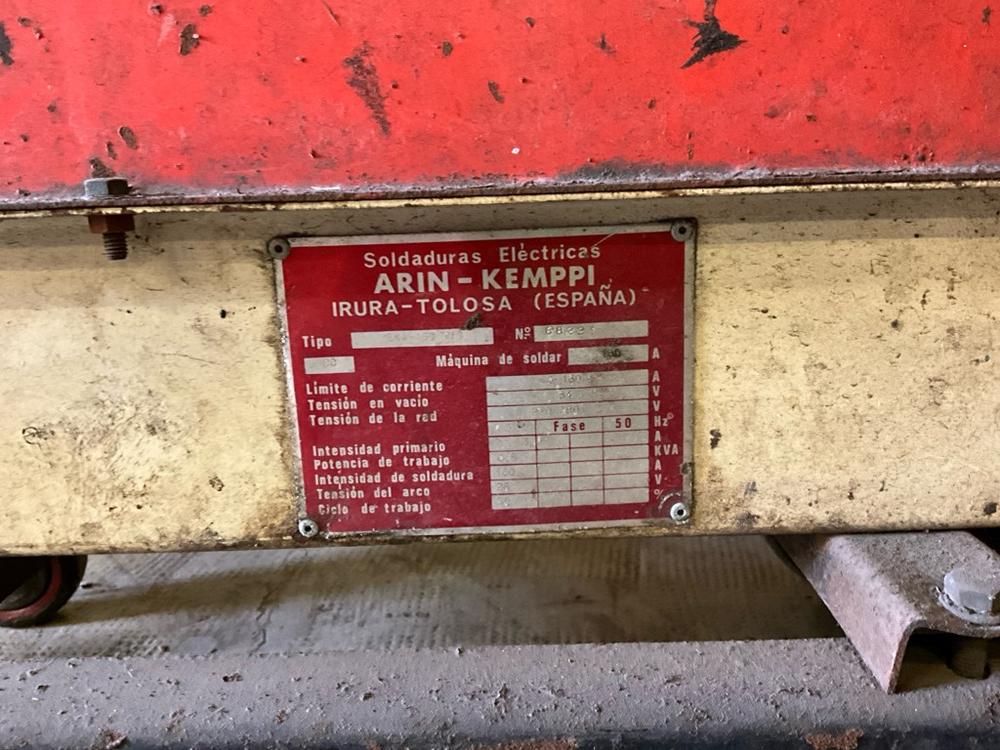 Soldaduras Eléctricas
ARIN-KEMPPI
IRURA-TOLOSA (ESPAÑA)
Tipo Nº
Máquina de soldar A
Límite de corriente A
Tensión en vacío V
Tensión de la rad V
Fase 50 Hz
Intensidad primario A
Potencia de trabajo KVA
Intensidad de soldadura A
Tensión del arco V
Ciclo de trabajo %